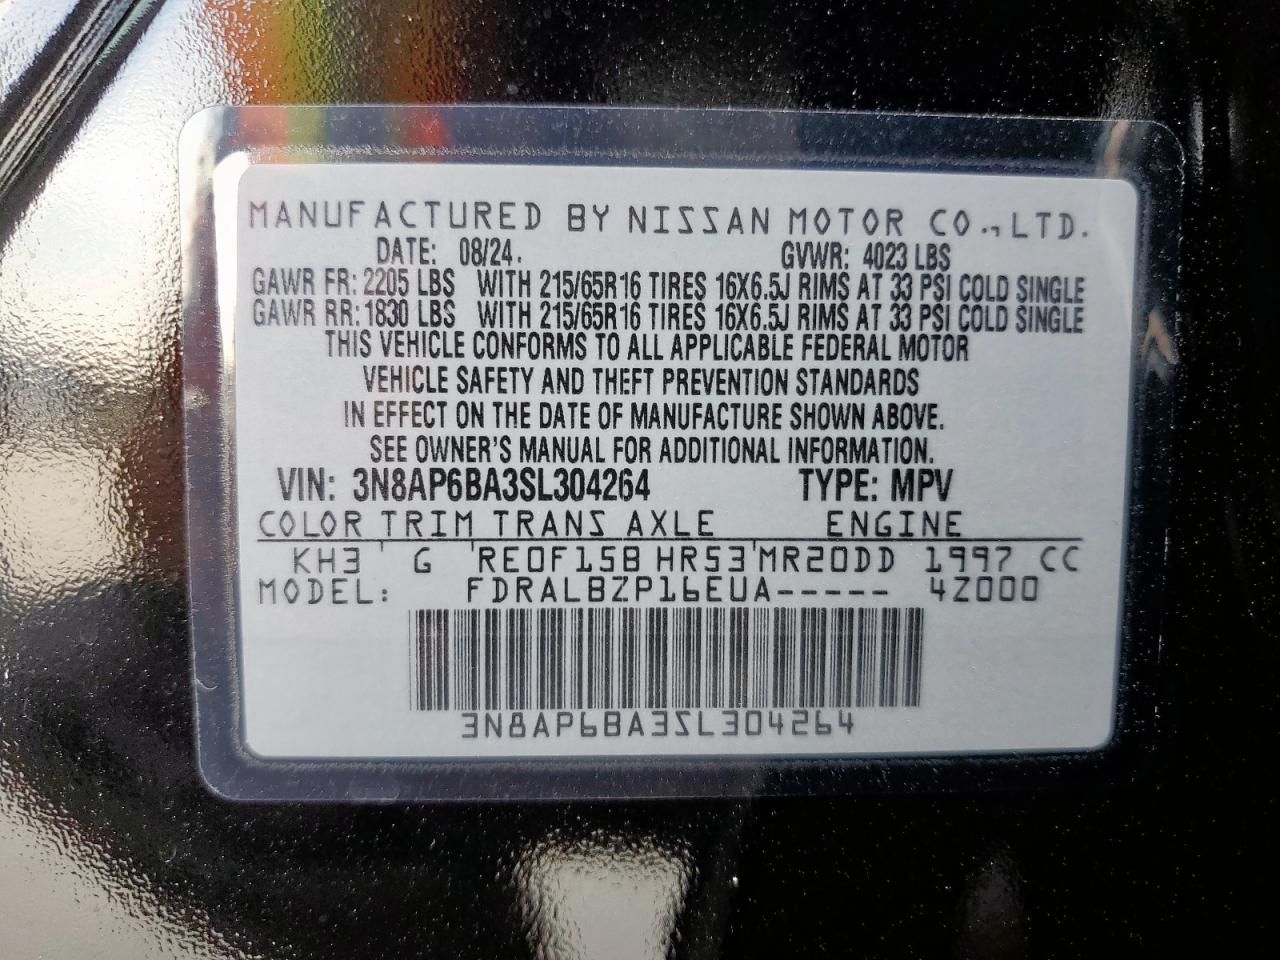 MANUFACTURED BY NISSAN MOTOR CO., LTD.
DATE: 08/24. GVWR: 4023 LBS
GAWR FR: 2205 LBS WITH 215/65R16 TIRES 16X6.5J RIMS AT 33 PSI COLD SINGLE
GAWR RR: 1830 LBS WITH 215/65R16 TIRES 16X6.5J RIMS AT 33 PSI COLD SINGLE
THIS VEHICLE CONFORMS TO ALL APPLICABLE FEDERAL MOTOR
VEHICLE SAFETY AND THEFT PREVENTION STANDARDS
IN EFFECT ON THE DATE OF MANUFACTURE SHOWN ABOVE.
SEE OWNER'S MANUAL FOR ADDITIONAL INFORMATION.
VIN: 3N8AP6BA3SL304264 TYPE: MPV
COLOR TRIM TRANS AXLE ENGINE
KH3 G RE0F15B HR53 MR20DD 1997 CC
MODEL: FDRALBZP16EUA----- 4Z000
3N8AP6BA3SL304264